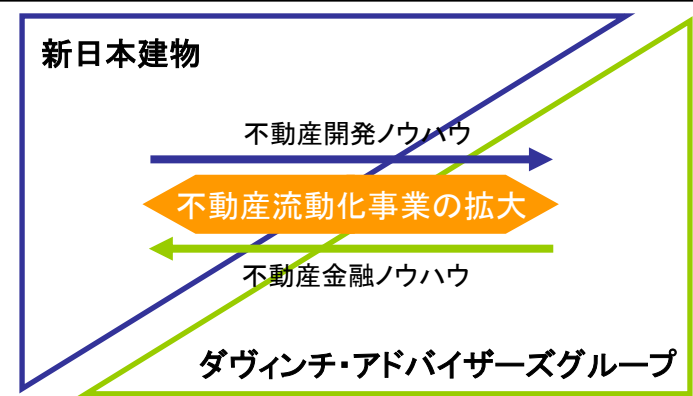 新日本建物
不動産開発ノウハウ
不動産流動化事業の拡大
不動産金融ノウハウ
ダヴィンチ・アドバイザーズグループ